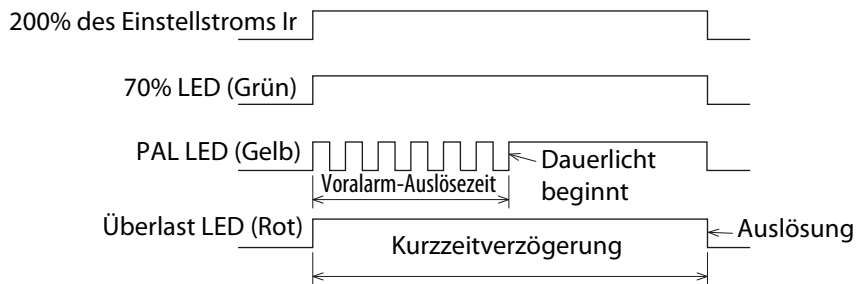 200% des Einstellstroms Ir
70% LED (Grün)
PAL LED (Gelb)
Dauerlicht
beginnt
Voralarm-Auslösezeit
Überlast LED (Rot)
Auslösung
Kurzzeitverzögerung